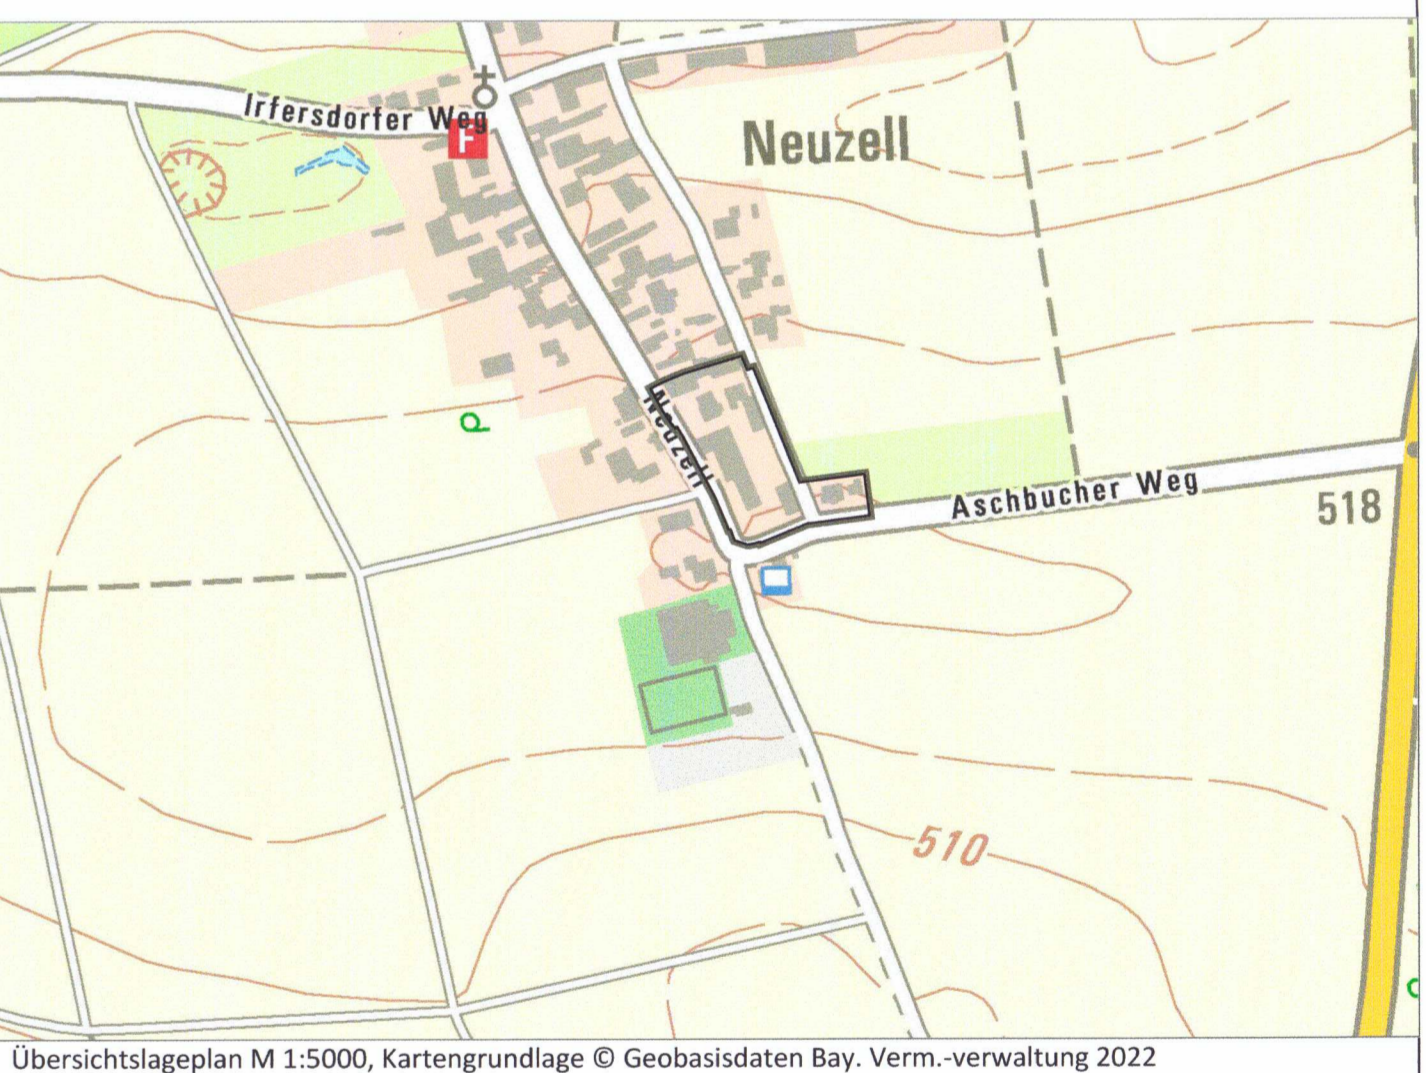 Irfersdorfer Weg
F
Neuzell
Neuzell
Aschbucher Weg
518
510
Übersichtslageplan M 1:5000, Kartengrundlage © Geobasisdaten Bay. Verm.-verwaltung 2022